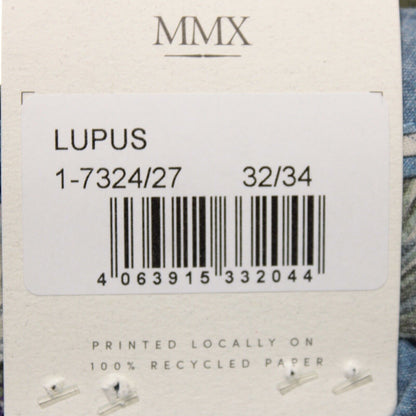 MMX
LUPUS
1-7324/27 32/34
4 063915 332044
PRINTED LOCALLY ON
100% RECYCLED PAPER